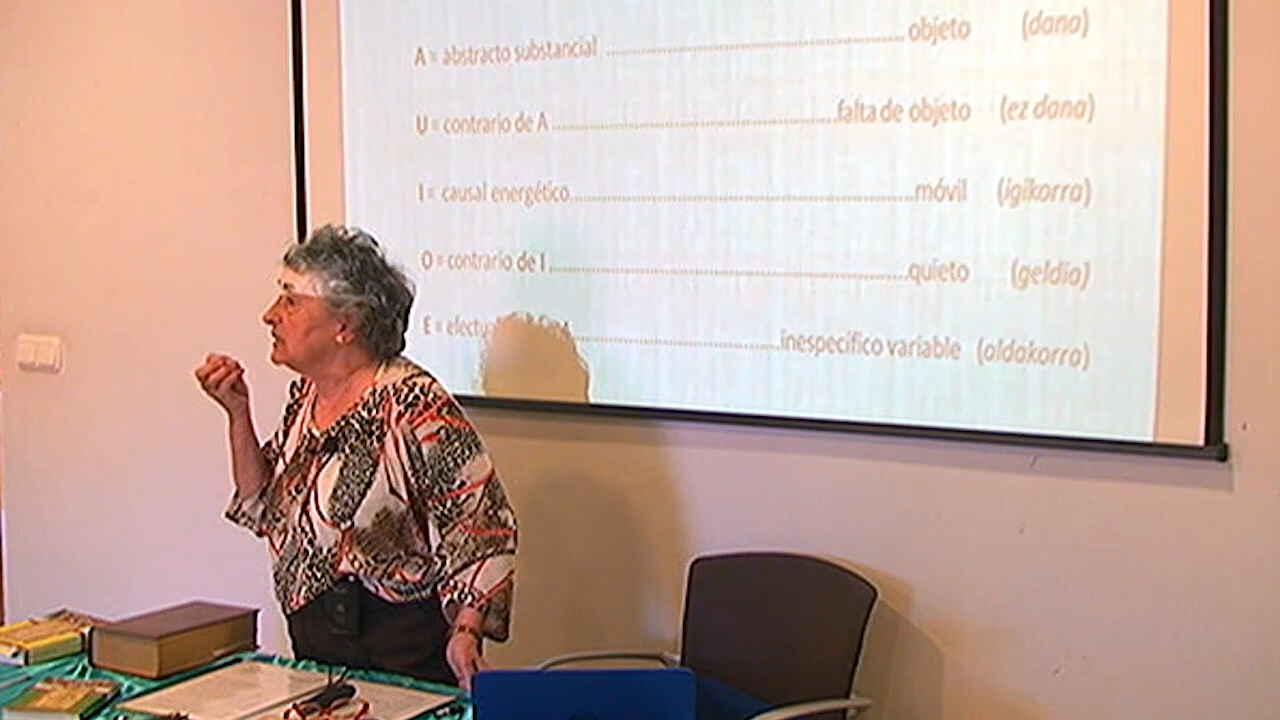 A = abstracto substancial ........ objeto (dana)
U = contrario de A ........ falta de objeto (ez dana)
I = causal energético ........ móvil (igikorra)
O = contrario de I ........ quieto (geldia)
E = ........ inespecífico variable (aldakorra)